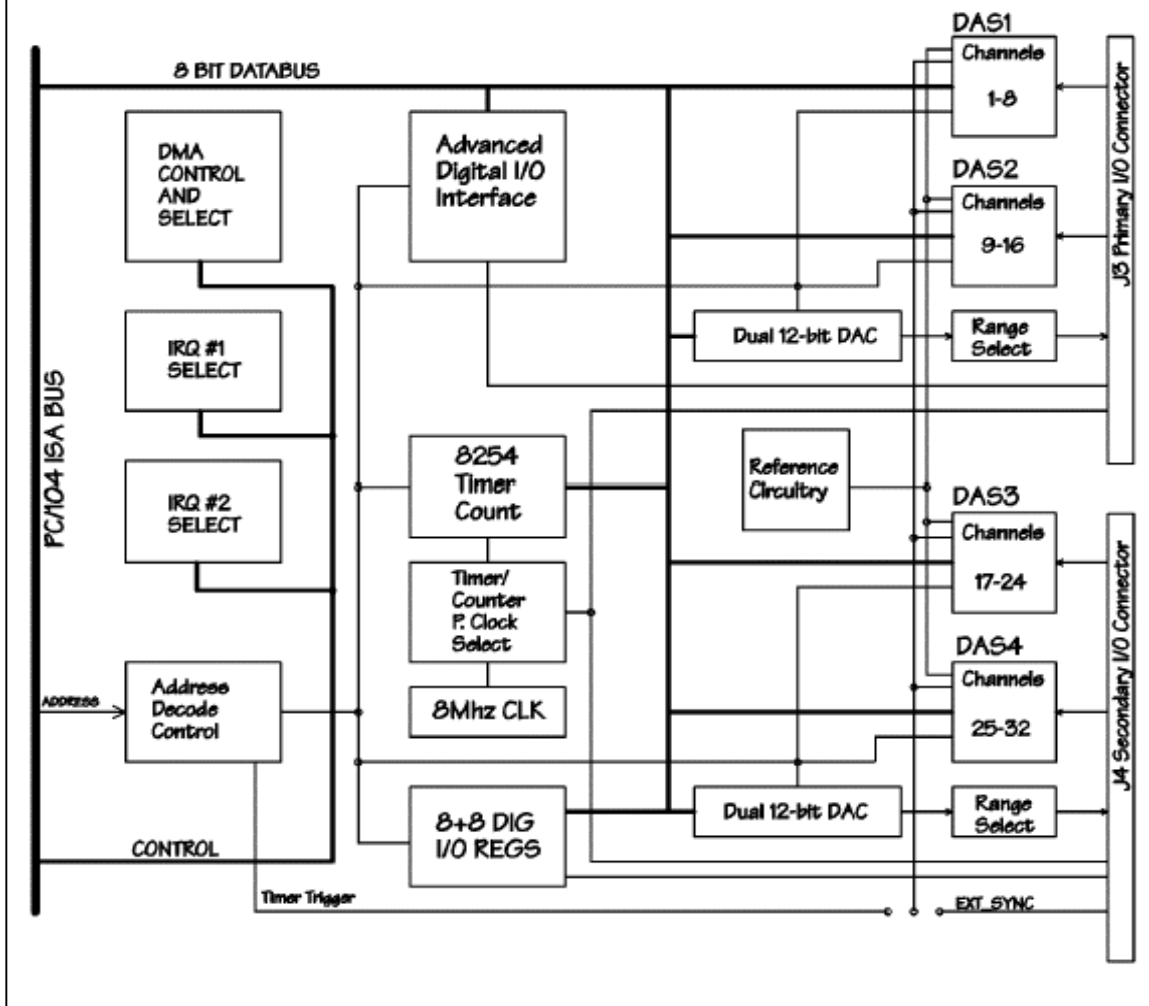 8 BIT DATABUS
DMA
CONTROL
AND
SELECT
Advanced
Digital I/O
Interface
DAS1
Channels
1-8
DAS2
Channels
9-16
J3 Primary I/O Connector
IRQ #1
SELECT
Dual 12-bit DAC
Range
Select
PC/104 ISA BUS
IRQ #2
SELECT
8254
Timer
Count
Reference
Circuitry
Timer/
Counter
P. Clock
Select
8Mhz CLK
DAS3
Channels
17-24
DAS4
Channels
25-32
J4 Secondary I/O Connector
ADDRESS
Address
Decode
Control
8+8 DIG
I/O REGS
Dual 12-bit DAC
Range
Select
CONTROL
Timer Trigger
EXT_SYNC